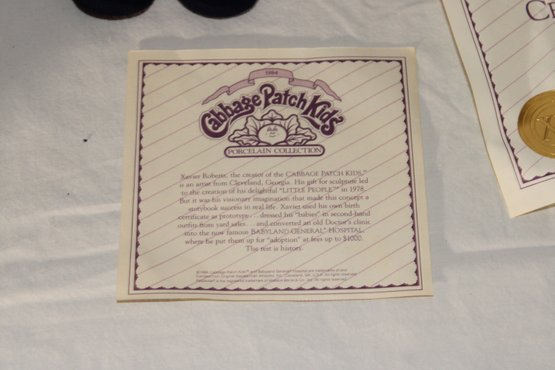 1984
Cabbage Patch Kids
PORCELAIN COLLECTION
Xavier Roberts, the creator of the CABBAGE PATCH KIDS,
is an artist from Cleveland, Georgia. His gift for sculpture led
to the creation of his delightful "LITTLE PEOPLE" in 1978.
But it was his visionary imagination that made this concept a
storybook success in real life. Xavier used his own birth
certificate as prototype . . . dressed his "babies" in second-hand
outfits from yard sales . . . and converted an old Doctor's clinic
into the now famous BABYLAND GENERAL HOSPITAL,
where he put them up for "adoption" at fees up to $1000.
The rest is history.